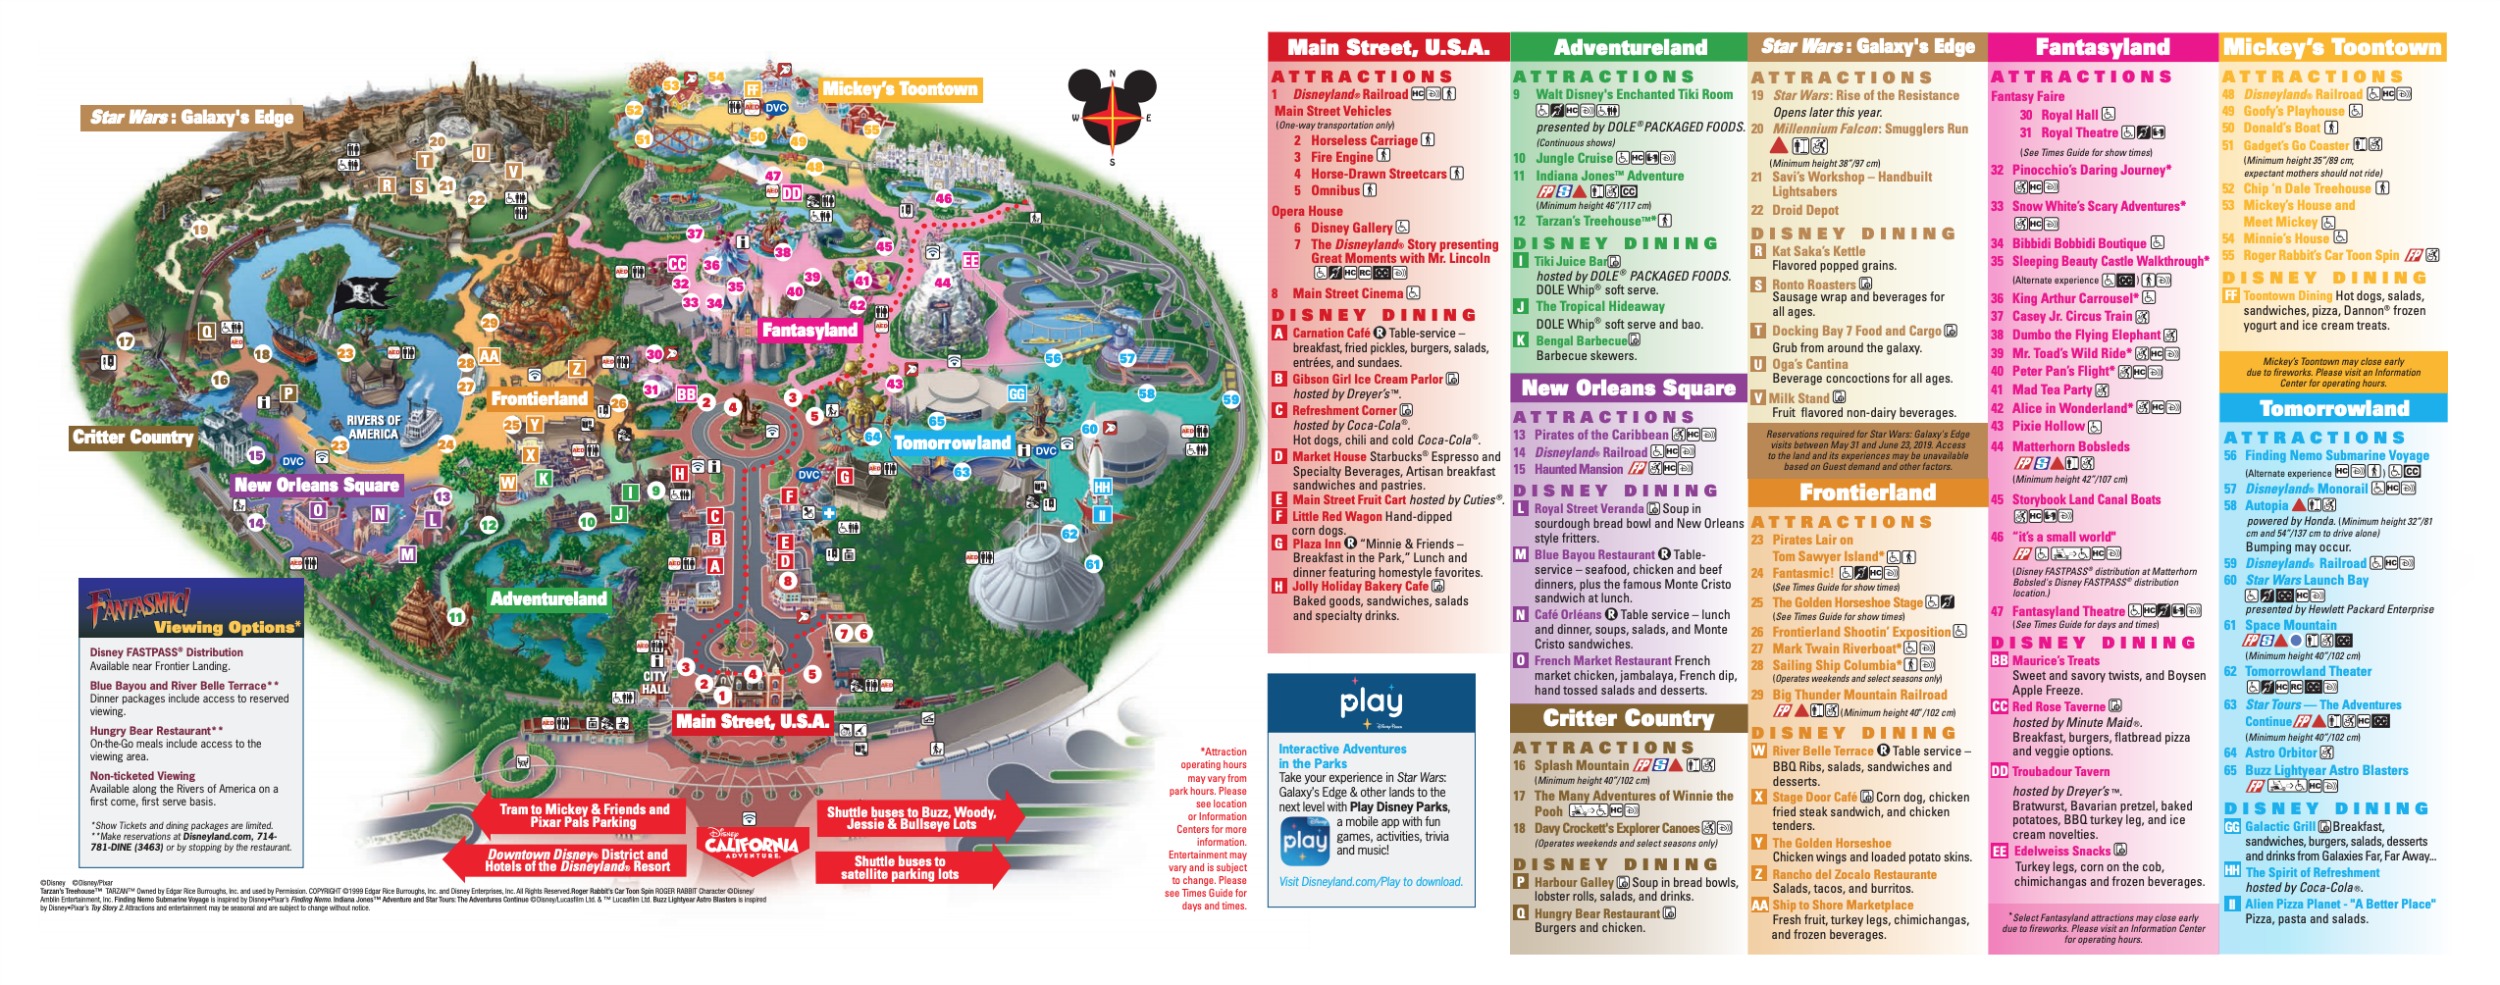 Star Wars : Galaxy's Edge
Mickey's Toontown
Critter Country
New Orleans Square
Frontierland
Fantasyland
Tomorrowland
Adventureland
Main Street, U.S.A.
RIVERS OF
AMERICA
CITY
HALL
N
W
E
S
FANTASMIC!
Viewing Options*
Disney FASTPASS® Distribution
Available near Frontier Landing.
Blue Bayou and River Belle Terrace**
Dinner packages include access to reserved
viewing.
Hungry Bear Restaurant**
On-the-Go meals include access to the
viewing area.
Non-ticketed Viewing
Available along the Rivers of America on a
first come, first serve basis.
*Show Tickets and dining packages are limited.
**Make reservations at Disneyland.com, 714-
781-DINE (3463) or by stopping by the restaurant.
Tram to Mickey & Friends and
Pixar Pals Parking
Downtown Disney® District and
Hotels of the Disneyland® Resort
Disney
CALIFORNIA
ADVENTURE
Shuttle buses to Buzz, Woody,
Jessie & Bullseye Lots
Shuttle buses to
satellite parking lots
*Attraction
operating hours
may vary from
park hours. Please
see location
or Information
Centers for more
information.
Entertainment may
vary and is subject
to change. Please
see Times Guide for
days and times.
©Disney ©Disney/Pixar
Tarzan's Treehouse™ TARZAN™ Owned by Edgar Rice Burroughs, Inc. and used by Permission. COPYRIGHT ©1999 Edgar Rice Burroughs, Inc. and Disney Enterprises, Inc. All Rights Reserved.Roger Rabbit's Car Toon Spin ROGER RABBIT Character ©Disney/
Amblin Entertainment, Inc. Finding Nemo Submarine Voyage is inspired by Disney•Pixar's Finding Nemo. Indiana Jones™ Adventure and Star Tours: The Adventures Continue ©Disney/Lucasfilm Ltd. & ™ Lucasfilm Ltd. Buzz Lightyear Astro Blasters is inspired
by Disney•Pixar's Toy Story 2. Attractions and entertainment may be seasonal and are subject to change without notice.
Main Street, U.S.A.
ATTRACTIONS
1 Disneyland® Railroad HC
Main Street Vehicles
(One-way transportation only)
2 Horseless Carriage
3 Fire Engine
4 Horse-Drawn Streetcars
5 Omnibus
Opera House
6 Disney Gallery
7 The Disneyland® Story presenting
Great Moments with Mr. Lincoln
HC RC
8 Main Street Cinema
DISNEY DINING
A Carnation Café R Table-service –
breakfast, fried pickles, burgers, salads,
entrées, and sundaes.
B Gibson Girl Ice Cream Parlor
hosted by Dreyer's™.
C Refreshment Corner
hosted by Coca-Cola®.
Hot dogs, chili and cold Coca-Cola®.
D Market House Starbucks® Espresso and
Specialty Beverages, Artisan breakfast
sandwiches and pastries.
E Main Street Fruit Cart hosted by Cuties®.
F Little Red Wagon Hand-dipped
corn dogs.
G Plaza Inn R "Minnie & Friends –
Breakfast in the Park," Lunch and
dinner featuring homestyle favorites.
H Jolly Holiday Bakery Cafe
Baked goods, sandwiches, salads
and specialty drinks.
play
Disney Parks
Interactive Adventures
in the Parks
Take your experience in Star Wars:
Galaxy's Edge & other lands to the
next level with Play Disney Parks,
a mobile app with fun
games, activities, trivia
and music!
play
Visit Disneyland.com/Play to download.
Adventureland
ATTRACTIONS
9 Walt Disney's Enchanted Tiki Room
HC
presented by DOLE® PACKAGED FOODS.
(Continuous shows)
10 Jungle Cruise HC
11 Indiana Jones™ Adventure
FP S CC
(Minimum height 46"/117 cm)
12 Tarzan's Treehouse™*
DISNEY DINING
I Tiki Juice Bar
hosted by DOLE® PACKAGED FOODS.
DOLE Whip® soft serve.
J The Tropical Hideaway
DOLE Whip® soft serve and bao.
K Bengal Barbecue
Barbecue skewers.
New Orleans Square
ATTRACTIONS
13 Pirates of the Caribbean HC
14 Disneyland® Railroad HC
15 Haunted Mansion FP HC
DISNEY DINING
L Royal Street Veranda Soup in
sourdough bread bowl and New Orleans
style fritters.
M Blue Bayou Restaurant R Table-
service – seafood, chicken and beef
dinners, plus the famous Monte Cristo
sandwich at lunch.
N Café Orléans R Table service – lunch
and dinner, soups, salads, and Monte
Cristo sandwiches.
O French Market Restaurant French
market chicken, jambalaya, French dip,
hand tossed salads and desserts.
Critter Country
ATTRACTIONS
16 Splash Mountain FP S
(Minimum height 40"/102 cm)
17 The Many Adventures of Winnie the
Pooh HC
18 Davy Crockett's Explorer Canoes
(Operates weekends and select seasons only)
DISNEY DINING
P Harbour Galley Soup in bread bowls,
lobster rolls, salads, and drinks.
Q Hungry Bear Restaurant
Burgers and chicken.
Star Wars : Galaxy's Edge
ATTRACTIONS
19 Star Wars: Rise of the Resistance
Opens later this year.
20 Millennium Falcon: Smugglers Run
(Minimum height 38"/97 cm)
21 Savi's Workshop – Handbuilt
Lightsabers
22 Droid Depot
DISNEY DINING
R Kat Saka's Kettle
Flavored popped grains.
S Ronto Roasters
Sausage wrap and beverages for
all ages.
T Docking Bay 7 Food and Cargo
Grub from around the galaxy.
U Oga's Cantina
Beverage concoctions for all ages.
V Milk Stand
Fruit flavored non-dairy beverages.
Reservations required for Star Wars: Galaxy's Edge
visits between May 31 and June 23, 2019. Access
to the land and its experiences may be unavailable
based on Guest demand and other factors.
Frontierland
ATTRACTIONS
23 Pirates Lair on
Tom Sawyer Island*
24 Fantasmic! HC
(See Times Guide for show times)
25 The Golden Horseshoe Stage
(See Times Guide for show times)
26 Frontierland Shootin' Exposition
27 Mark Twain Riverboat*
28 Sailing Ship Columbia*
(Operates weekends and select seasons only)
29 Big Thunder Mountain Railroad
FP (Minimum height 40"/102 cm)
DISNEY DINING
W River Belle Terrace R Table service –
BBQ Ribs, salads, sandwiches and
desserts.
X Stage Door Café Corn dog, chicken
fried steak sandwich, and chicken
tenders.
Y The Golden Horseshoe
Chicken wings and loaded potato skins.
Z Rancho del Zocalo Restaurante
Salads, tacos, and burritos.
AA Ship to Shore Marketplace
Fresh fruit, turkey legs, chimichangas,
and frozen beverages.
Fantasyland
ATTRACTIONS
Fantasy Faire
30 Royal Hall
31 Royal Theatre
(See Times Guide for show times)
32 Pinocchio's Daring Journey*
HC
33 Snow White's Scary Adventures*
HC
34 Bibbidi Bobbidi Boutique
35 Sleeping Beauty Castle Walkthrough*
(Alternate experience )
36 King Arthur Carrousel*
37 Casey Jr. Circus Train
38 Dumbo the Flying Elephant
39 Mr. Toad's Wild Ride* HC
40 Peter Pan's Flight* HC
41 Mad Tea Party
42 Alice in Wonderland* HC
43 Pixie Hollow
44 Matterhorn Bobsleds
FP S
(Minimum height 42"/107 cm)
45 Storybook Land Canal Boats
HC
46 "it's a small world"
FP HC
(Disney FASTPASS® distribution at Matterhorn
Bobsled's Disney FASTPASS® distribution
location.)
47 Fantasyland Theatre HC
(See Times Guide for days and times)
DISNEY DINING
BB Maurice's Treats
Sweet and savory twists, and Boysen
Apple Freeze.
CC Red Rose Taverne
hosted by Minute Maid®.
Breakfast, burgers, flatbread pizza
and veggie options.
DD Troubadour Tavern
hosted by Dreyer's™.
Bratwurst, Bavarian pretzel, baked
potatoes, BBQ turkey leg, and ice
cream novelties.
EE Edelweiss Snacks
Turkey legs, corn on the cob,
chimichangas and frozen beverages.
*Select Fantasyland attractions may close early
due to fireworks. Please visit an Information Center
for operating hours.
Mickey's Toontown
ATTRACTIONS
48 Disneyland® Railroad HC
49 Goofy's Playhouse
50 Donald's Boat
51 Gadget's Go Coaster
(Minimum height 35"/89 cm;
expectant mothers should not ride)
52 Chip 'n Dale Treehouse
53 Mickey's House and
Meet Mickey
54 Minnie's House
55 Roger Rabbit's Car Toon Spin FP
DISNEY DINING
FF Toontown Dining Hot dogs, salads,
sandwiches, pizza, Dannon® frozen
yogurt and ice cream treats.
Mickey's Toontown may close early
due to fireworks. Please visit an Information
Center for operating hours.
Tomorrowland
ATTRACTIONS
56 Finding Nemo Submarine Voyage
(Alternate experience HC ) CC
57 Disneyland® Monorail HC
58 Autopia
powered by Honda. (Minimum height 32"/81
cm and 54"/137 cm to drive alone)
Bumping may occur.
59 Disneyland® Railroad HC
60 Star Wars Launch Bay
HC
presented by Hewlett Packard Enterprise
61 Space Mountain
FP S
(Minimum height 40"/102 cm)
62 Tomorrowland Theater
HC RC
63 Star Tours — The Adventures
Continue FP HC
(Minimum height 40"/102 cm)
64 Astro Orbitor
65 Buzz Lightyear Astro Blasters
FP HC
DISNEY DINING
GG Galactic Grill Breakfast,
sandwiches, burgers, salads, desserts
and drinks from Galaxies Far, Far Away...
HH The Spirit of Refreshment
hosted by Coca-Cola®.
II Alien Pizza Planet - "A Better Place"
Pizza, pasta and salads.